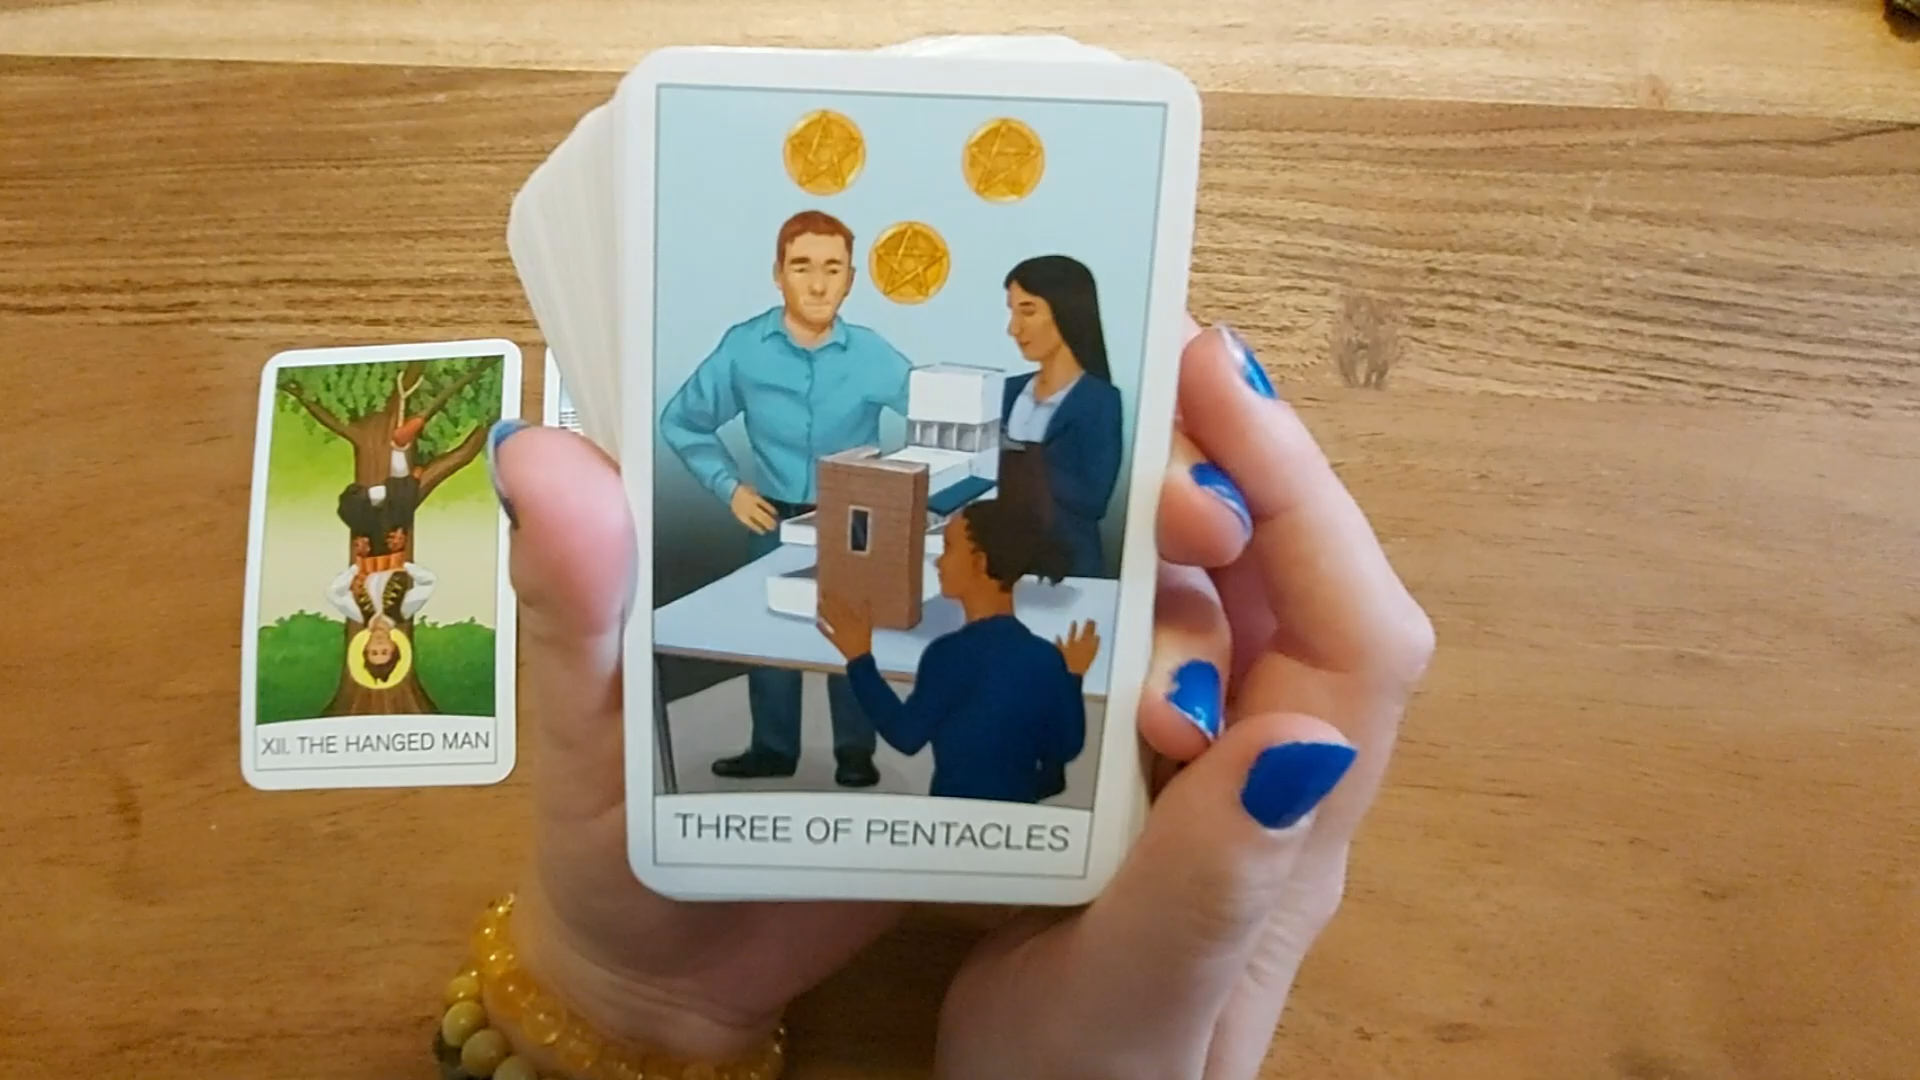 THREE OF PENTACLES
XII. THE HANGED MAN